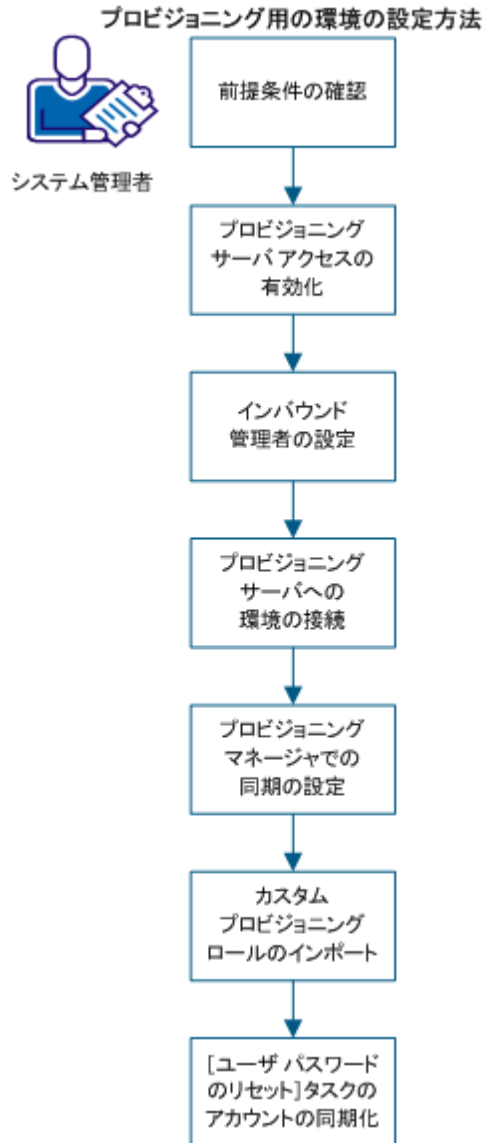 プロビジョニング用の環境の設定方法
システム管理者
前提条件の確認
プロビジョニング
サーバ アクセスの
有効化
インバウンド
管理者の設定
プロビジョニング
サーバへの
環境の接続
プロビジョニング
マネージャでの
同期の設定
カスタム
プロビジョニング
ロールのインポート
[ユーザ パスワード
のリセット]タスクの
アカウントの同期化